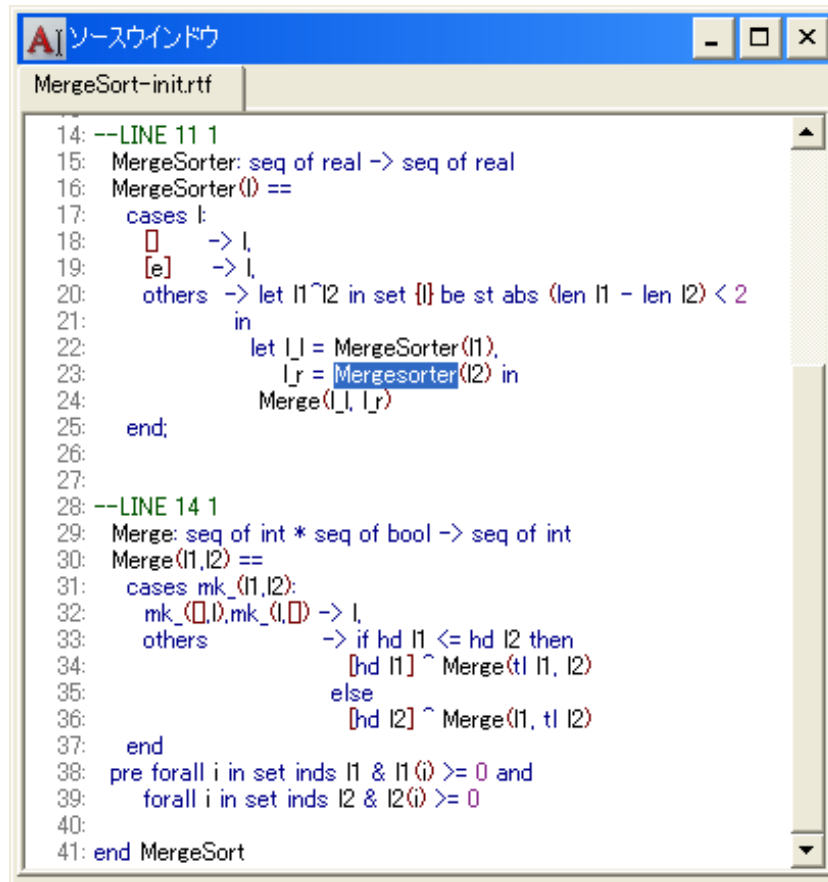 ソースウインドウ
MergeSort-init.rtf
14: --LINE 11 1
15: MergeSorter: seq of real -> seq of real
16: MergeSorter(l) ==
17: cases l:
18: [] -> l,
19: [e] -> l,
20: others -> let l1^l2 in set {l} be st abs (len l1 - len l2) < 2
21: in
22: let l_l = MergeSorter(l1),
23: l_r = Mergesorter(l2) in
24: Merge(l_l, l_r)
25: end;
26:
27:
28: --LINE 14 1
29: Merge: seq of int * seq of bool -> seq of int
30: Merge(l1,l2) ==
31: cases mk_(l1,l2):
32: mk_([],l),mk_(l,[]) -> l,
33: others -> if hd l1 <= hd l2 then
34: [hd l1] ^ Merge(tl l1, l2)
35: else
36: [hd l2] ^ Merge(l1, tl l2)
37: end
38: pre forall i in set inds l1 & l1(i) >= 0 and
39: forall i in set inds l2 & l2(i) >= 0
40:
41: end MergeSort